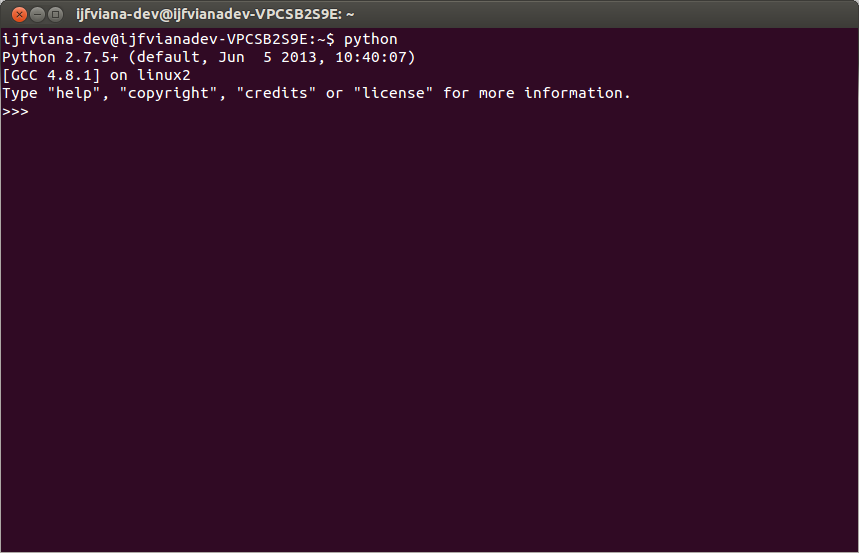 ijfviana-dev@ijfvianadev-VPCSB2S9E: ~
ijfviana-dev@ijfvianadev-VPCSB2S9E:~$ python
Python 2.7.5+ (default, Jun  5 2013, 10:40:07)
[GCC 4.8.1] on linux2
Type "help", "copyright", "credits" or "license" for more information.
>>>